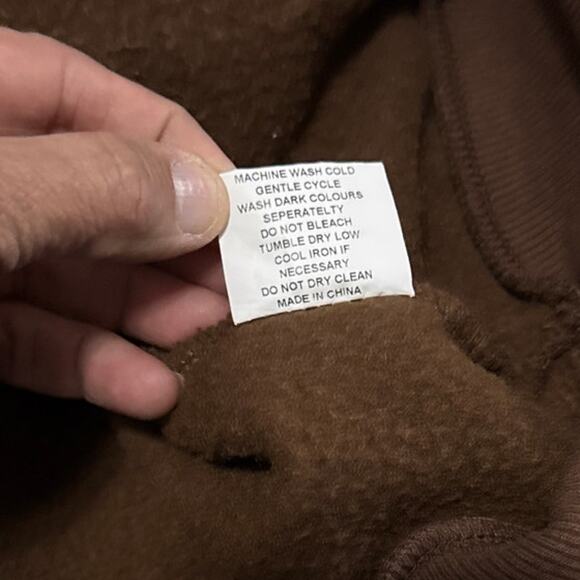 MACHINE WASH COLD
GENTLE CYCLE
WASH DARK COLOURS
SEPERATELTY
DO NOT BLEACH
TUMBLE DRY LOW
COOL IRON IF
NECESSARY
DO NOT DRY CLEAN
MADE IN CHINA